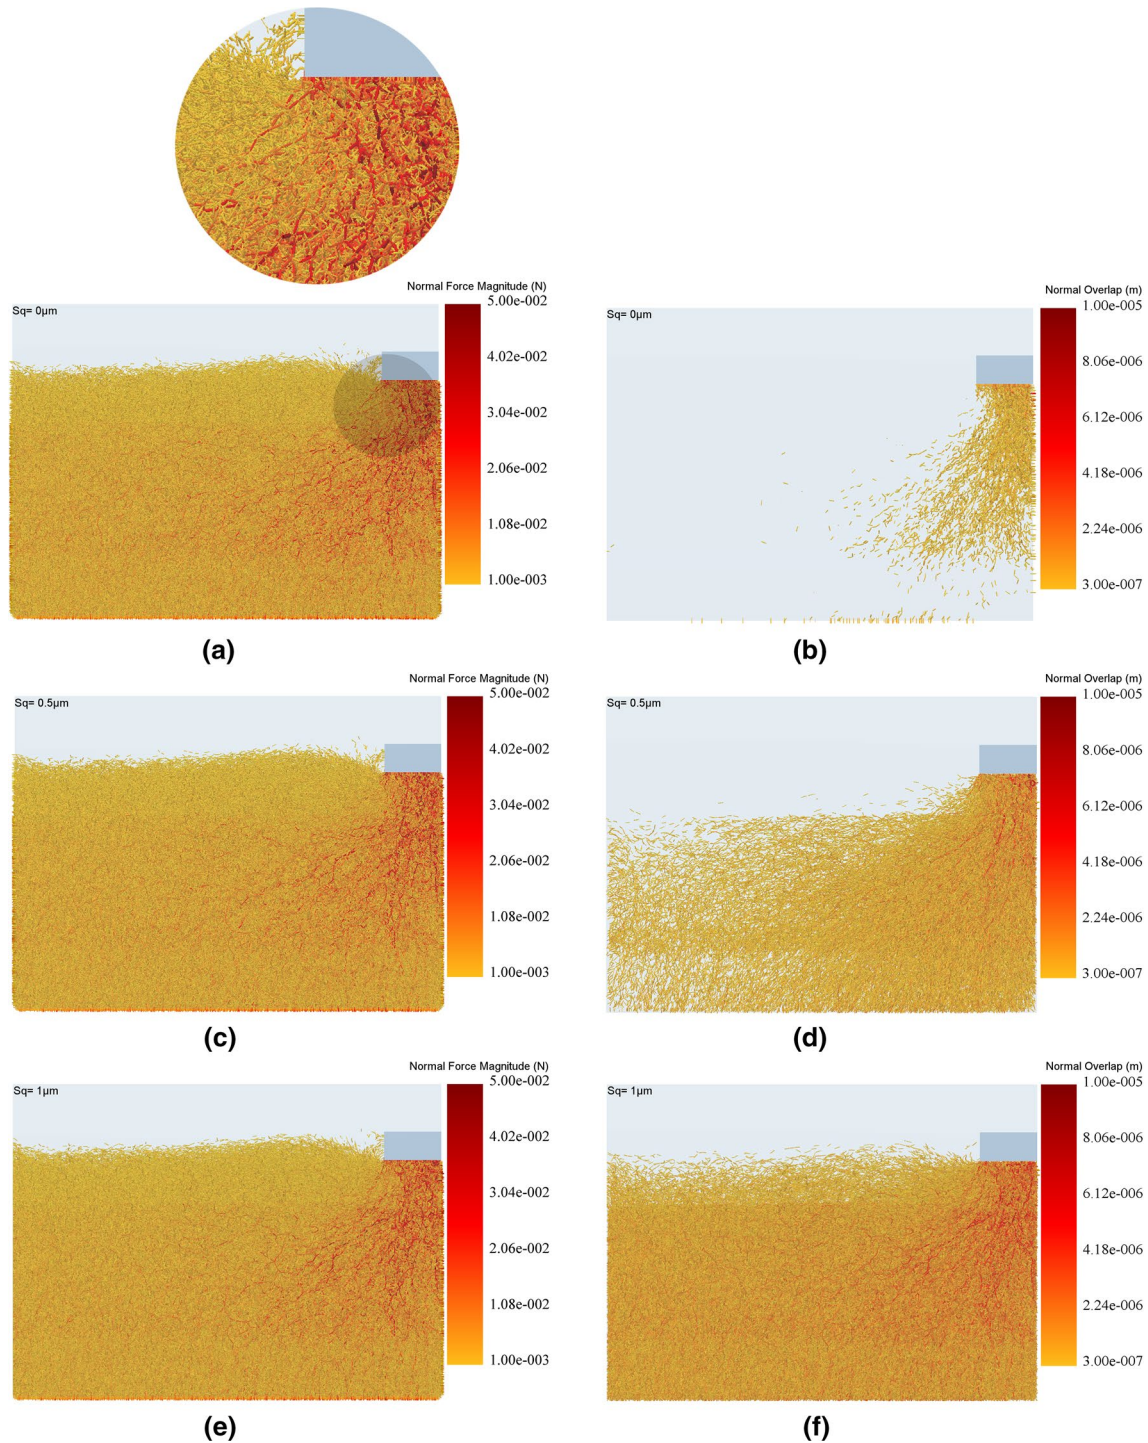 Normal Force Magnitude (N)
Sq= 0µm
5.00e-002
4.02e-002
3.04e-002
2.06e-002
1.08e-002
1.00e-003
(a)
Normal Overlap (m)
Sq= 0µm
1.00e-005
8.06e-006
6.12e-006
4.18e-006
2.24e-006
3.00e-007
(b)
Normal Force Magnitude (N)
Sq= 0.5µm
5.00e-002
4.02e-002
3.04e-002
2.06e-002
1.08e-002
1.00e-003
(c)
Normal Overlap (m)
Sq= 0.5µm
1.00e-005
8.06e-006
6.12e-006
4.18e-006
2.24e-006
3.00e-007
(d)
Normal Force Magnitude (N)
Sq= 1µm
5.00e-002
4.02e-002
3.04e-002
2.06e-002
1.08e-002
1.00e-003
(e)
Normal Overlap (m)
Sq= 1µm
1.00e-005
8.06e-006
6.12e-006
4.18e-006
2.24e-006
3.00e-007
(f)